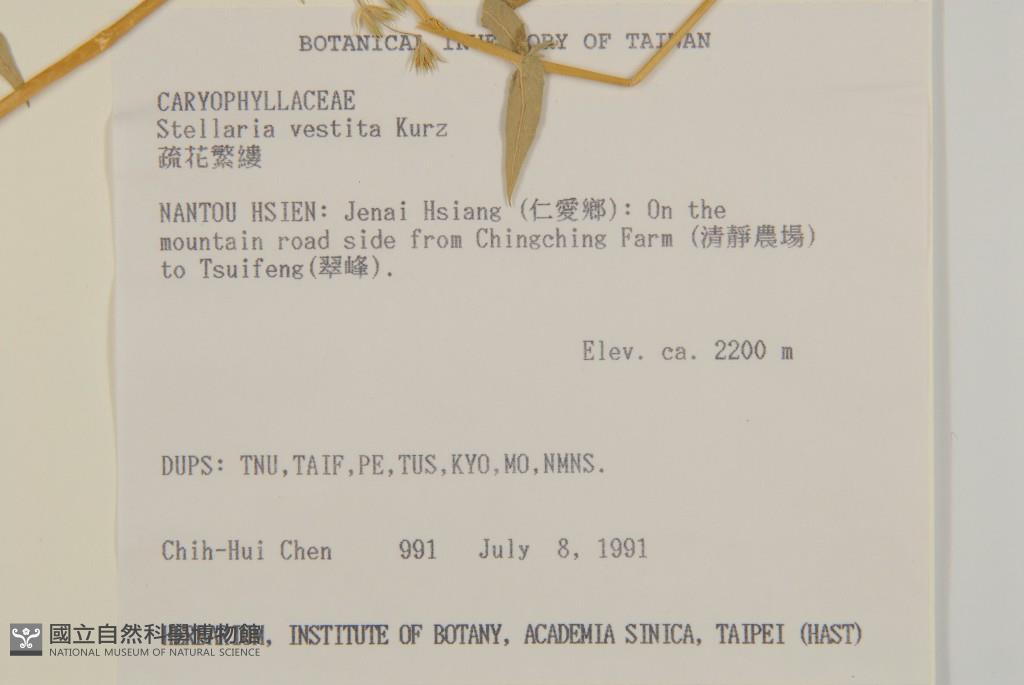 BOTANICAL INVENTORY OF TAIWAN
CARYOPHYLLACEAE
Stellaria vestita Kurz
疏花繁縷
NANTOU HSIEN: Jenai Hsiang (仁愛鄉): On the
mountain road side from Chingching Farm (清靜農場)
to Tsuifeng(翠峰).
Elev. ca. 2200 m
DUPS: TNU,TAIF,PE,TUS,KYO,MO,NMNS.
Chih-Hui Chen 991 July 8, 1991
HERBARIUM, INSTITUTE OF BOTANY, ACADEMIA SINICA, TAIPEI (HAST)
國立自然科學博物館
NATIONAL MUSEUM OF NATURAL SCIENCE